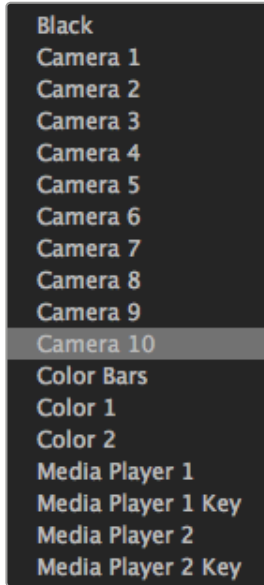 Black
Camera 1
Camera 2
Camera 3
Camera 4
Camera 5
Camera 6
Camera 7
Camera 8
Camera 9
Camera 10
Color Bars
Color 1
Color 2
Media Player 1
Media Player 1 Key
Media Player 2
Media Player 2 Key